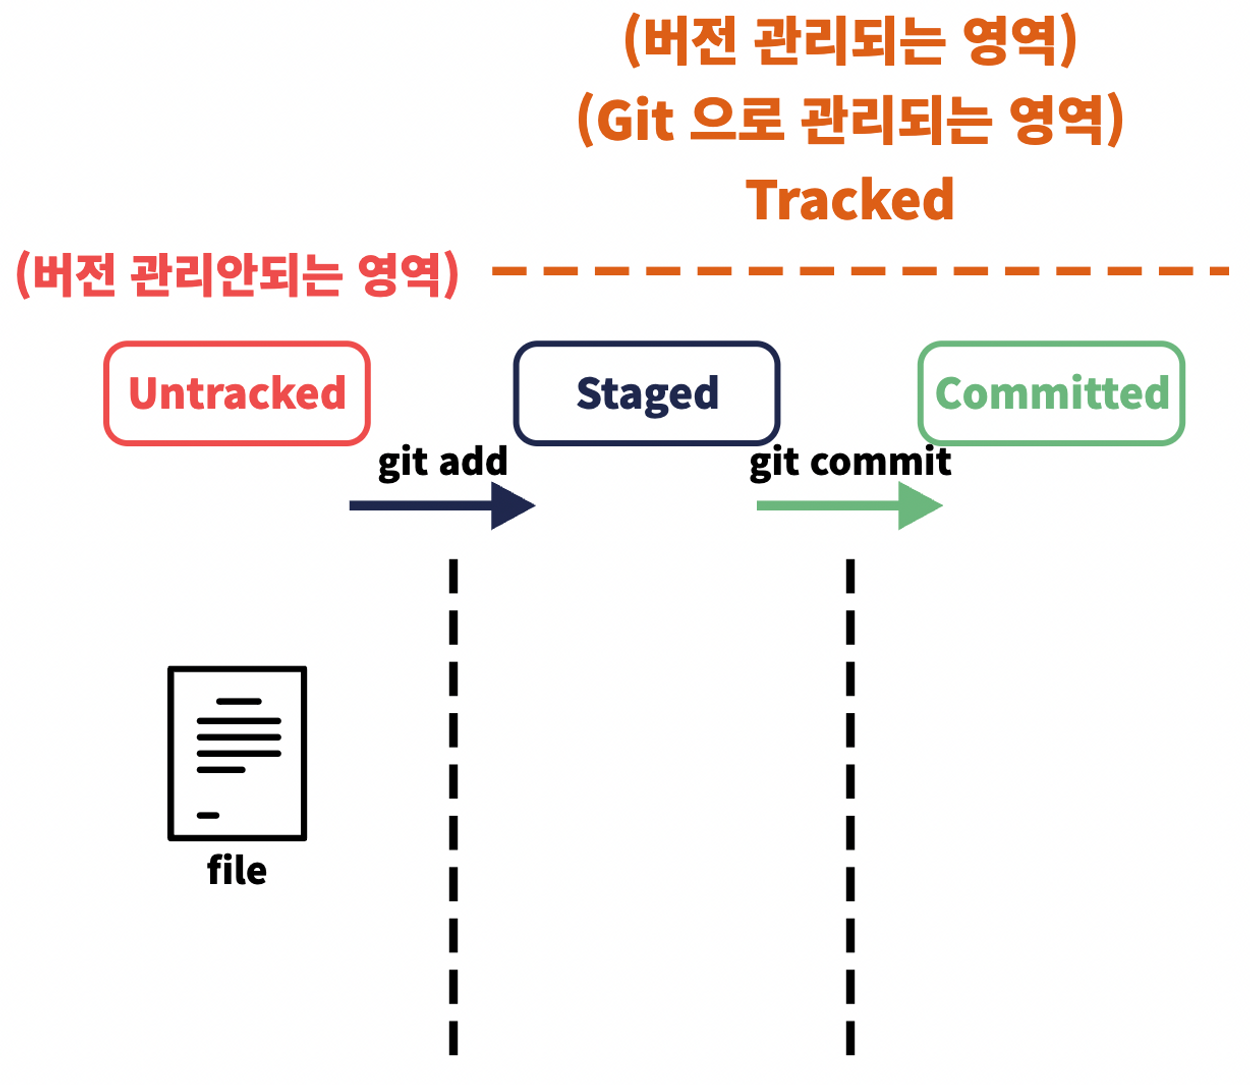 (버전 관리되는 영역)
(Git 으로 관리되는 영역)
Tracked
(버전 관리안되는 영역)
Untracked
Staged
Committed
git add
git commit
file